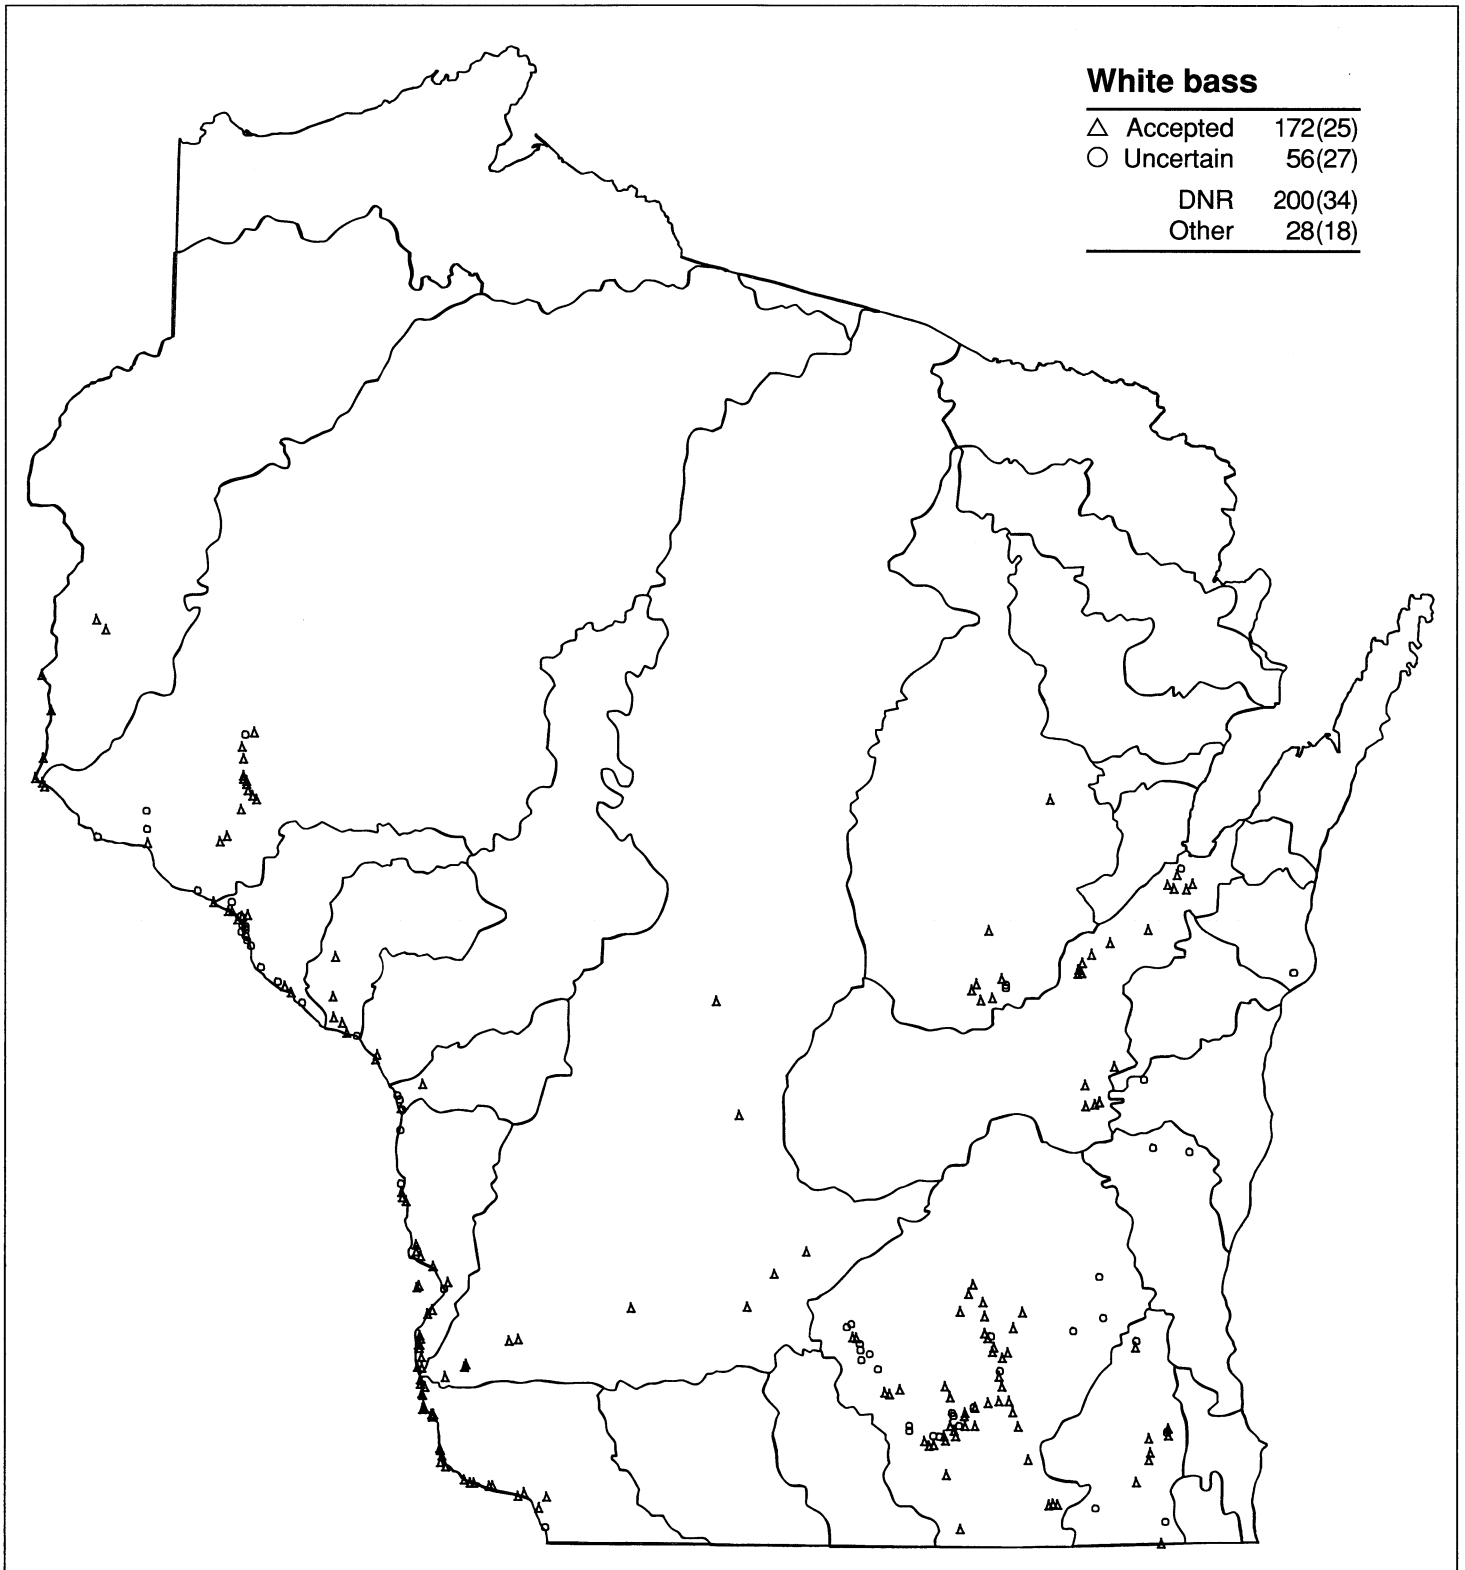 White bass
△ Accepted 172(25)
○ Uncertain 56(27)
DNR 200(34)
Other 28(18)